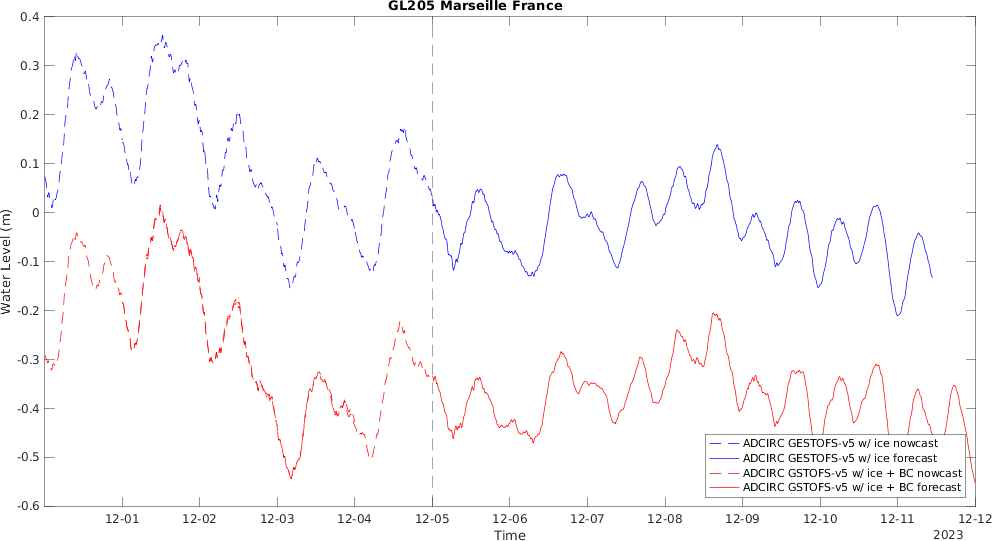 GL205 Marseille France
Water Level (m)
0.4
0.3
0.2
0.1
0
-0.1
-0.2
-0.3
-0.4
-0.5
-0.6
ADCIRC GESTOFS-v5 w/ ice nowcast
ADCIRC GESTOFS-v5 w/ ice forecast
ADCIRC GSTOFS-v5 w/ ice + BC nowcast
ADCIRC GSTOFS-v5 w/ ice + BC forecast
12-01 12-02 12-03 12-04 12-05 12-06 12-07 12-08 12-09 12-10 12-11 12-12
Time
2023